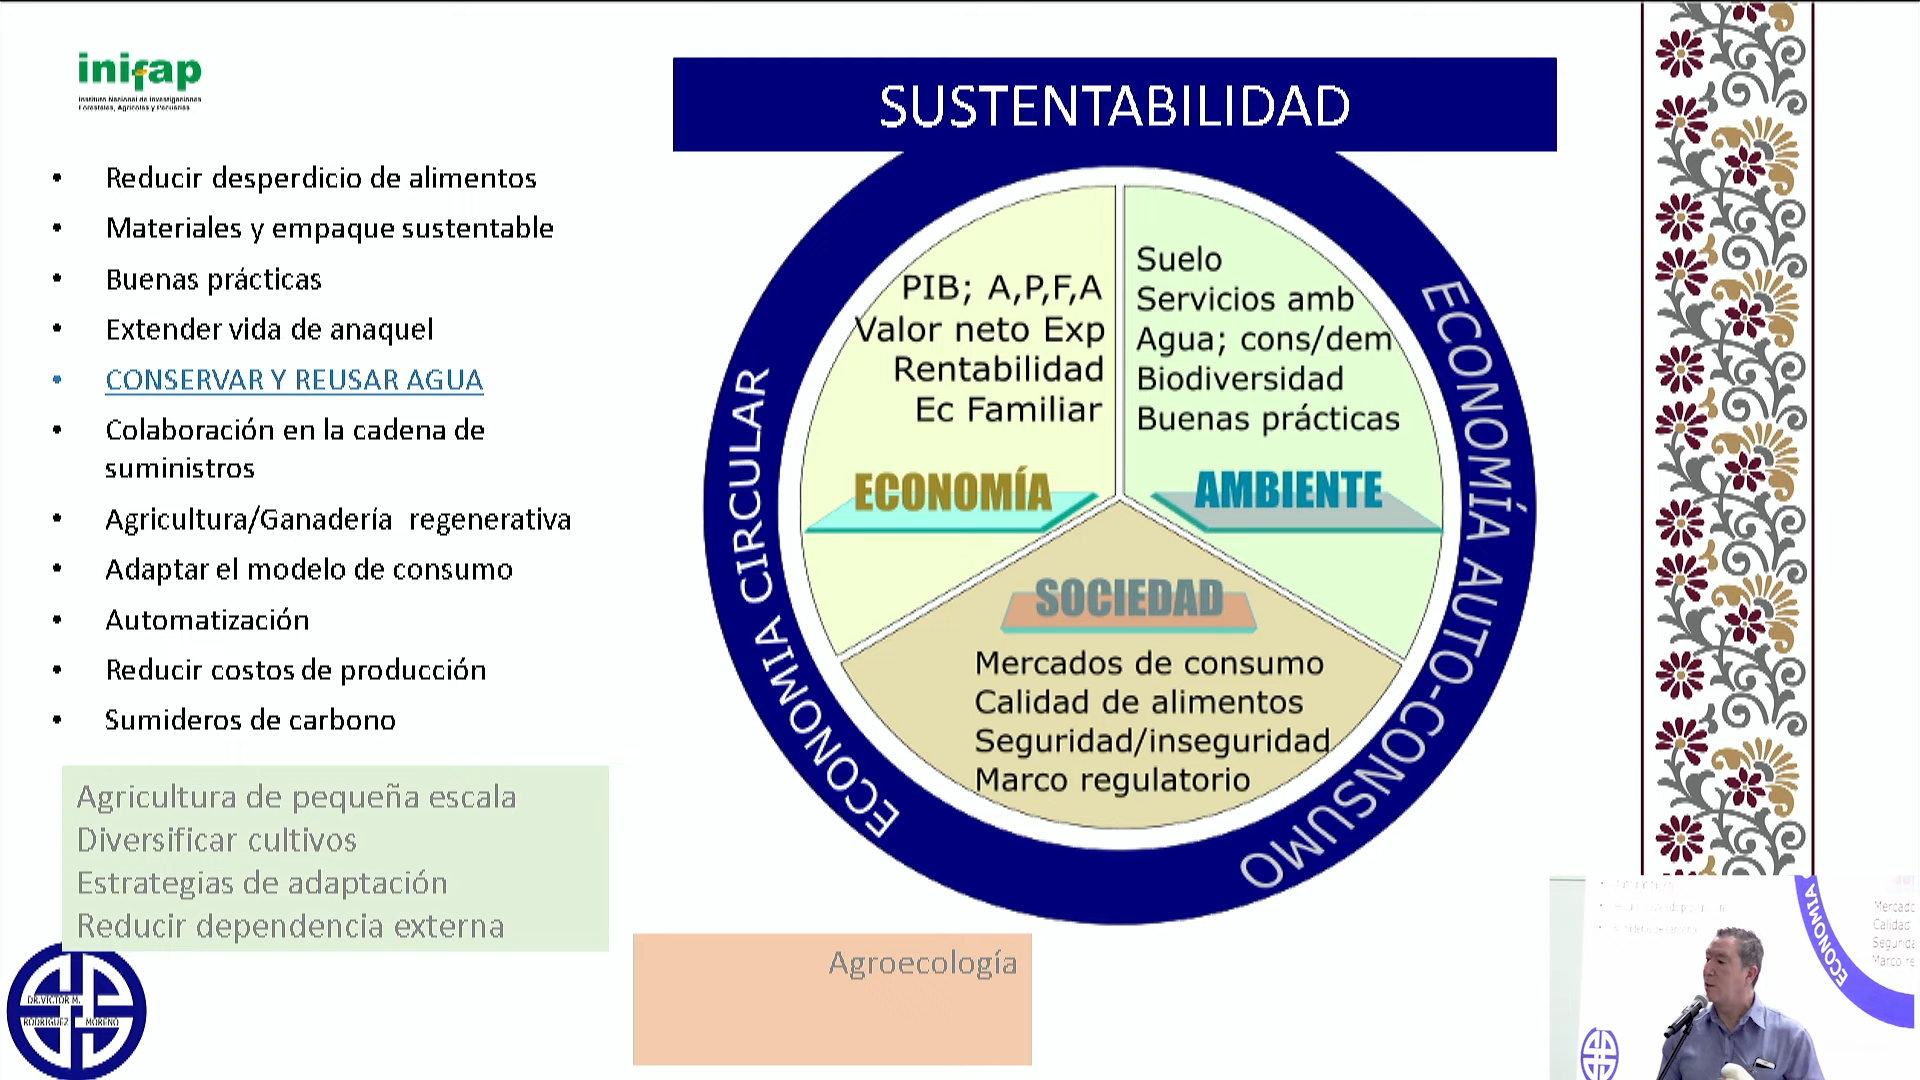 inifap
Instituto Nacional de Investigaciones
Forestales, Agrícolas y Pecuarias
SUSTENTABILIDAD
• Reducir desperdicio de alimentos
• Materiales y empaque sustentable
• Buenas prácticas
• Extender vida de anaquel
• CONSERVAR Y REUSAR AGUA
• Colaboración en la cadena de
suministros
• Agricultura/Ganadería regenerativa
• Adaptar el modelo de consumo
• Automatización
• Reducir costos de producción
• Sumideros de carbono
Agricultura de pequeña escala
Diversificar cultivos
Estrategias de adaptación
Reducir dependencia externa
DR.VICTOR M.
RODRIGUEZ MORENO
ECONOMIA CIRCULAR
PIB; A,P,F,A
Valor neto Exp
Rentabilidad
Ec Familiar
ECONOMÍA
Suelo
Servicios amb
Agua; cons/dem
Biodiversidad
Buenas prácticas
AMBIENTE
ECONOMÍA AUTO-CONSUMO
SOCIEDAD
Mercados de consumo
Calidad de alimentos
Seguridad/inseguridad
Marco regulatorio
Agroecología
ECONOMIA
Mercado
Calidad
Segurida
Marco re